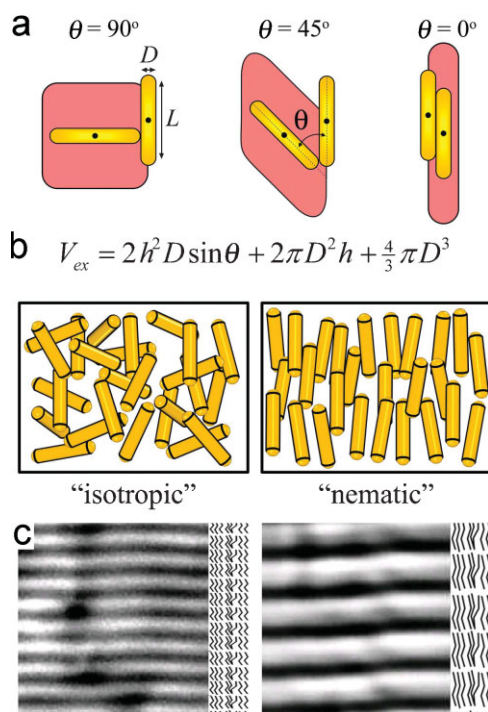 a
θ = 90° θ = 45° θ = 0°
D
L
θ
b
V_ex = 2h²D sinθ + 2πD²h + 4/3 πD³
“isotropic” “nematic”
c